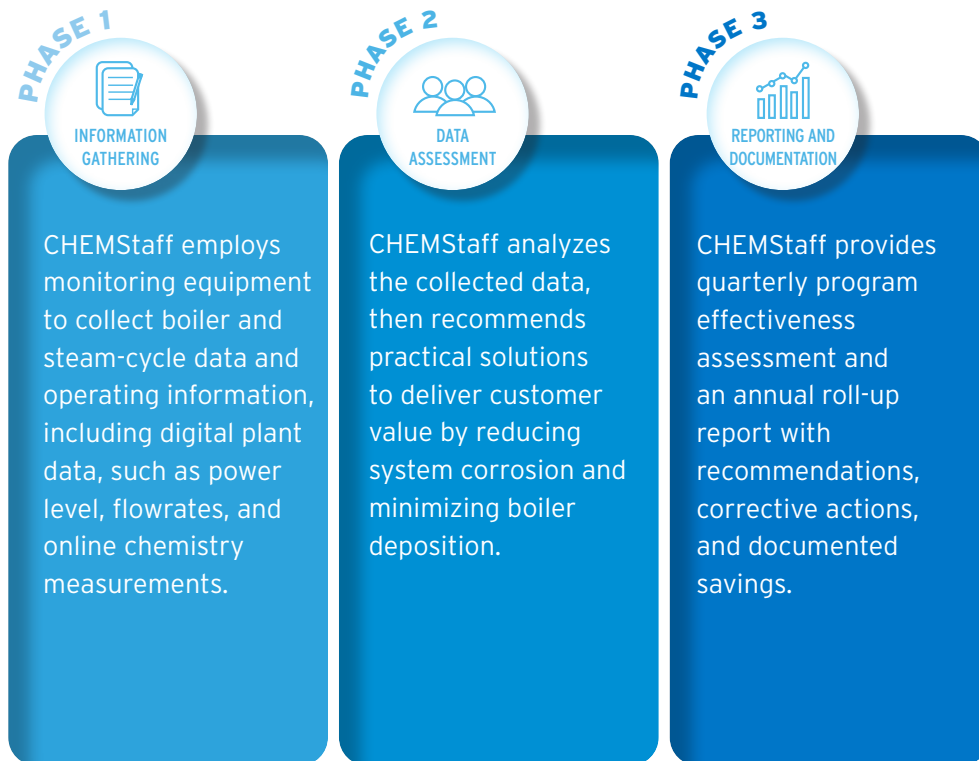 PHASE 1
INFORMATION
GATHERING
CHEMStaff employs
monitoring equipment
to collect boiler and
steam-cycle data and
operating information,
including digital plant
data, such as power
level, flowrates, and
online chemistry
measurements.
PHASE 2
DATA
ASSESSMENT
CHEMStaff analyzes
the collected data,
then recommends
practical solutions
to deliver customer
value by reducing
system corrosion and
minimizing boiler
deposition.
PHASE 3
REPORTING AND
DOCUMENTATION
CHEMStaff provides
quarterly program
effectiveness
assessment and
an annual roll-up
report with
recommendations,
corrective actions,
and documented
savings.